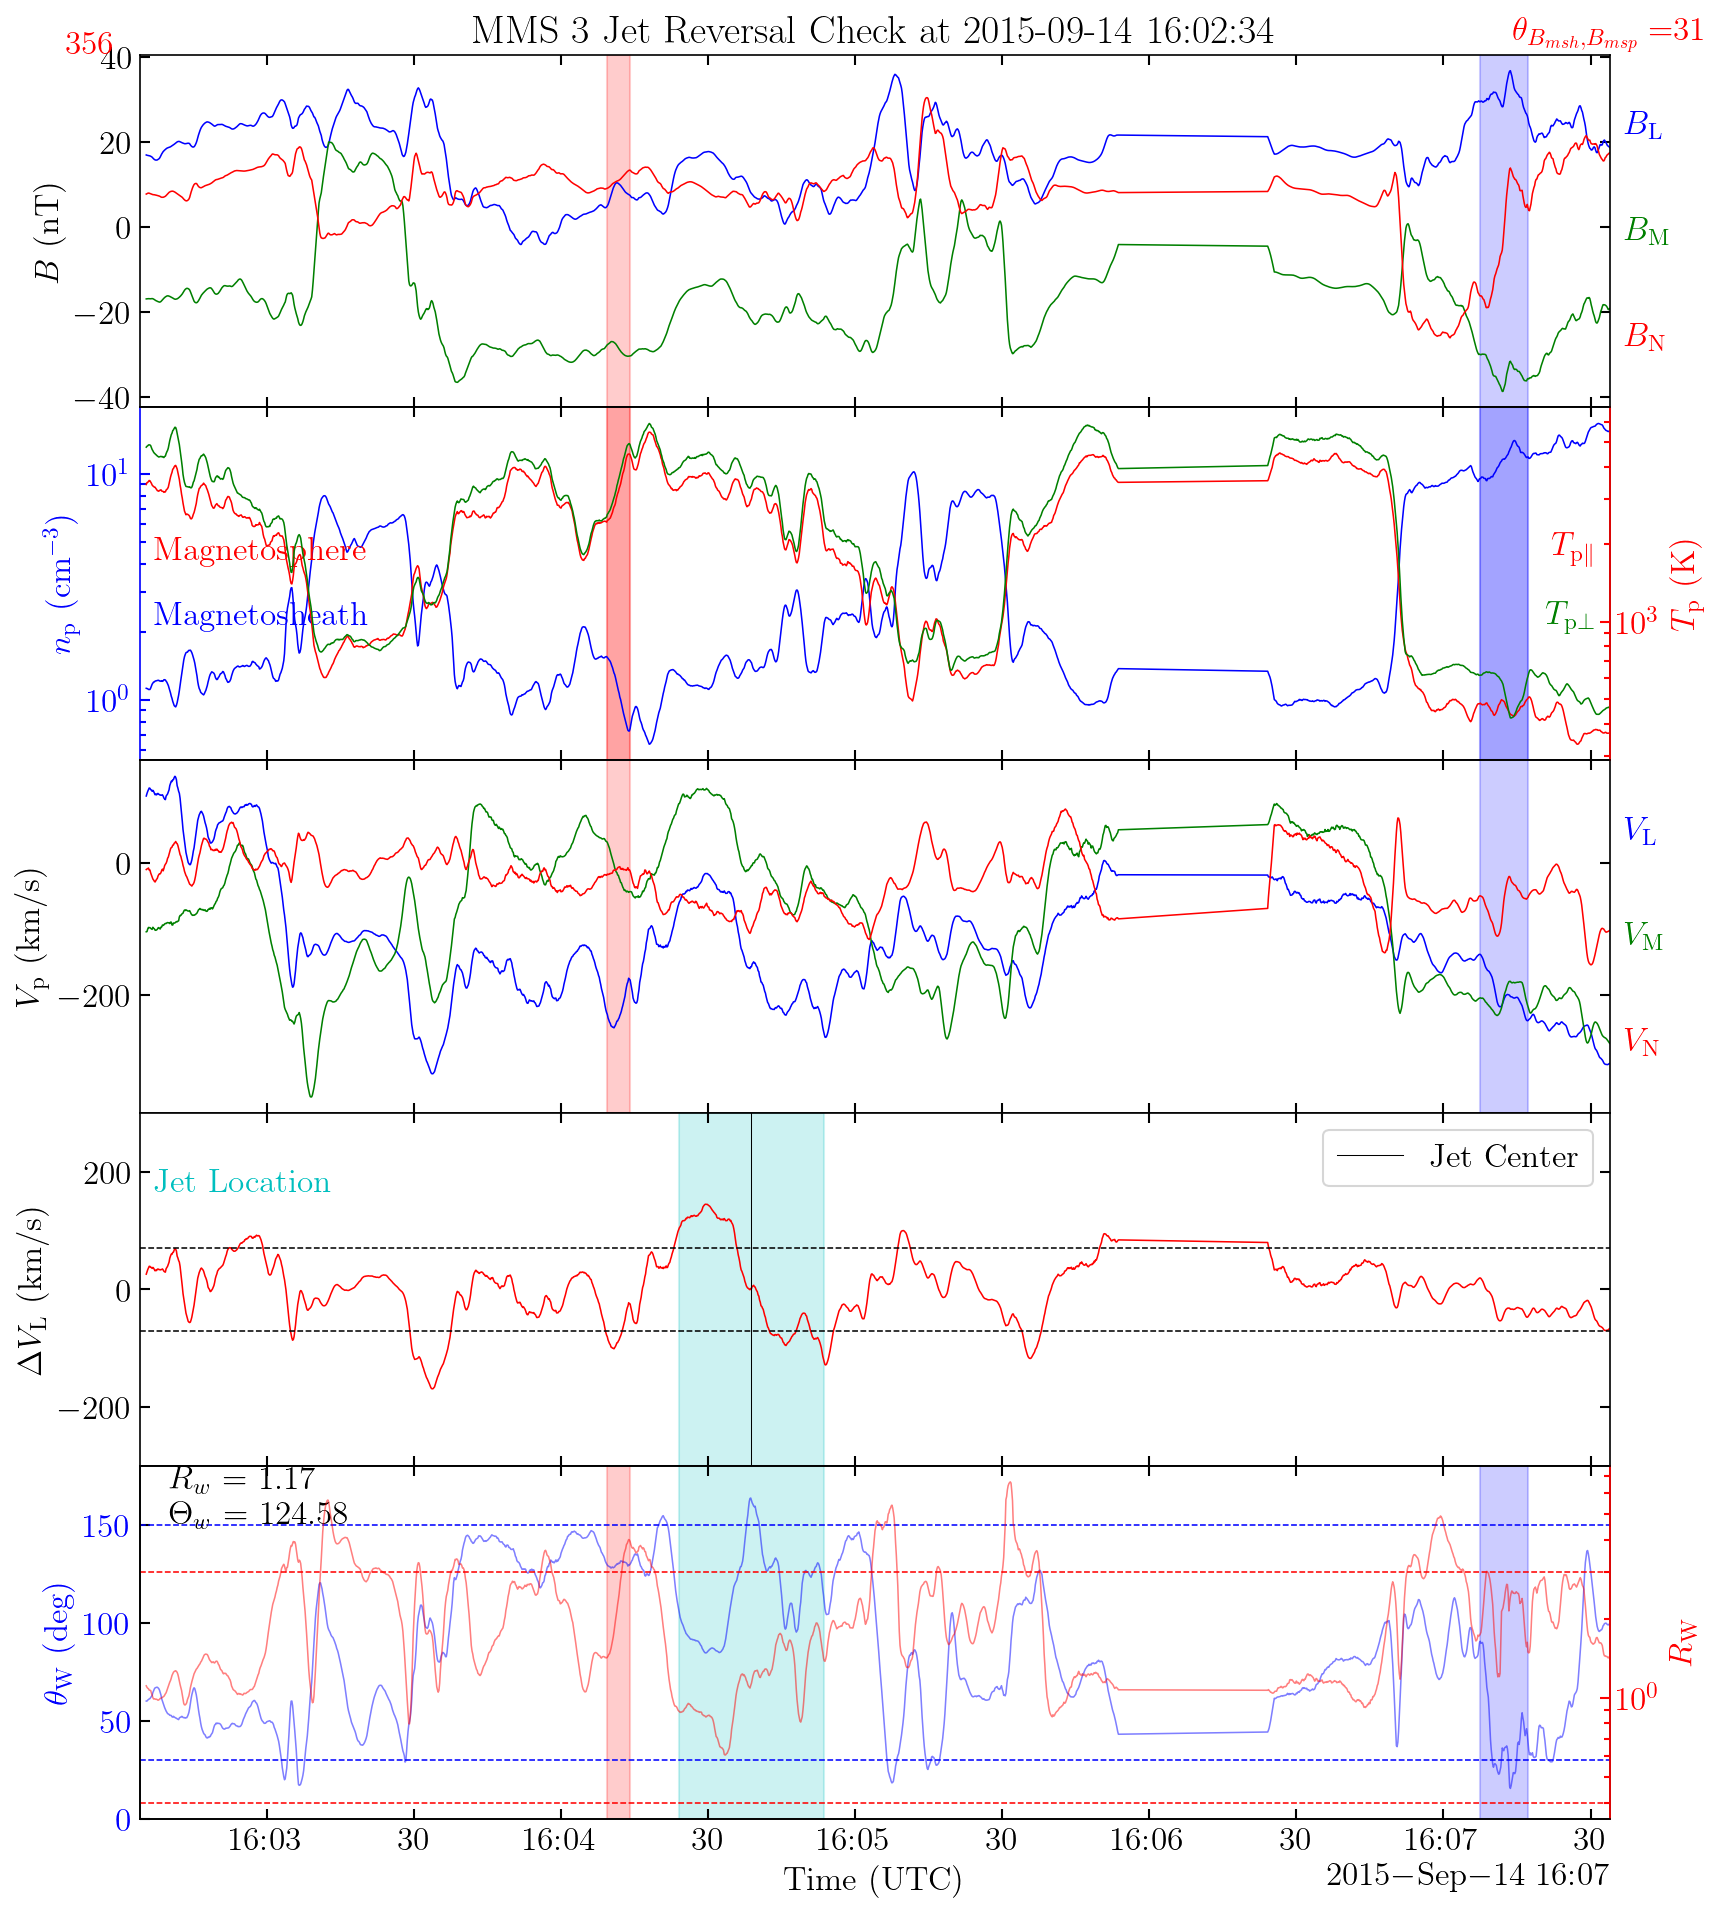 MMS 3 Jet Reversal Check at 2015-09-14 16:02:34
356
θ_{B_{msh},B_{msp}} =31
40
20
0
−20
−40
B (nT)
B_L
B_M
B_N
10^1
10^0
n_p (cm^{−3})
Magnetosphere
Magnetosheath
T_{p∥}
T_{p⊥}
10^3
T_p (K)
0
−200
V_p (km/s)
V_L
V_M
V_N
200
0
−200
ΔV_L (km/s)
Jet Location
Jet Center
R_w = 1.17
Θ_w = 124.58
150
100
50
0
θ_W (deg)
10^0
R_W
16:03 30 16:04 30 16:05 30 16:06 30 16:07 30
Time (UTC)
2015−Sep−14 16:07